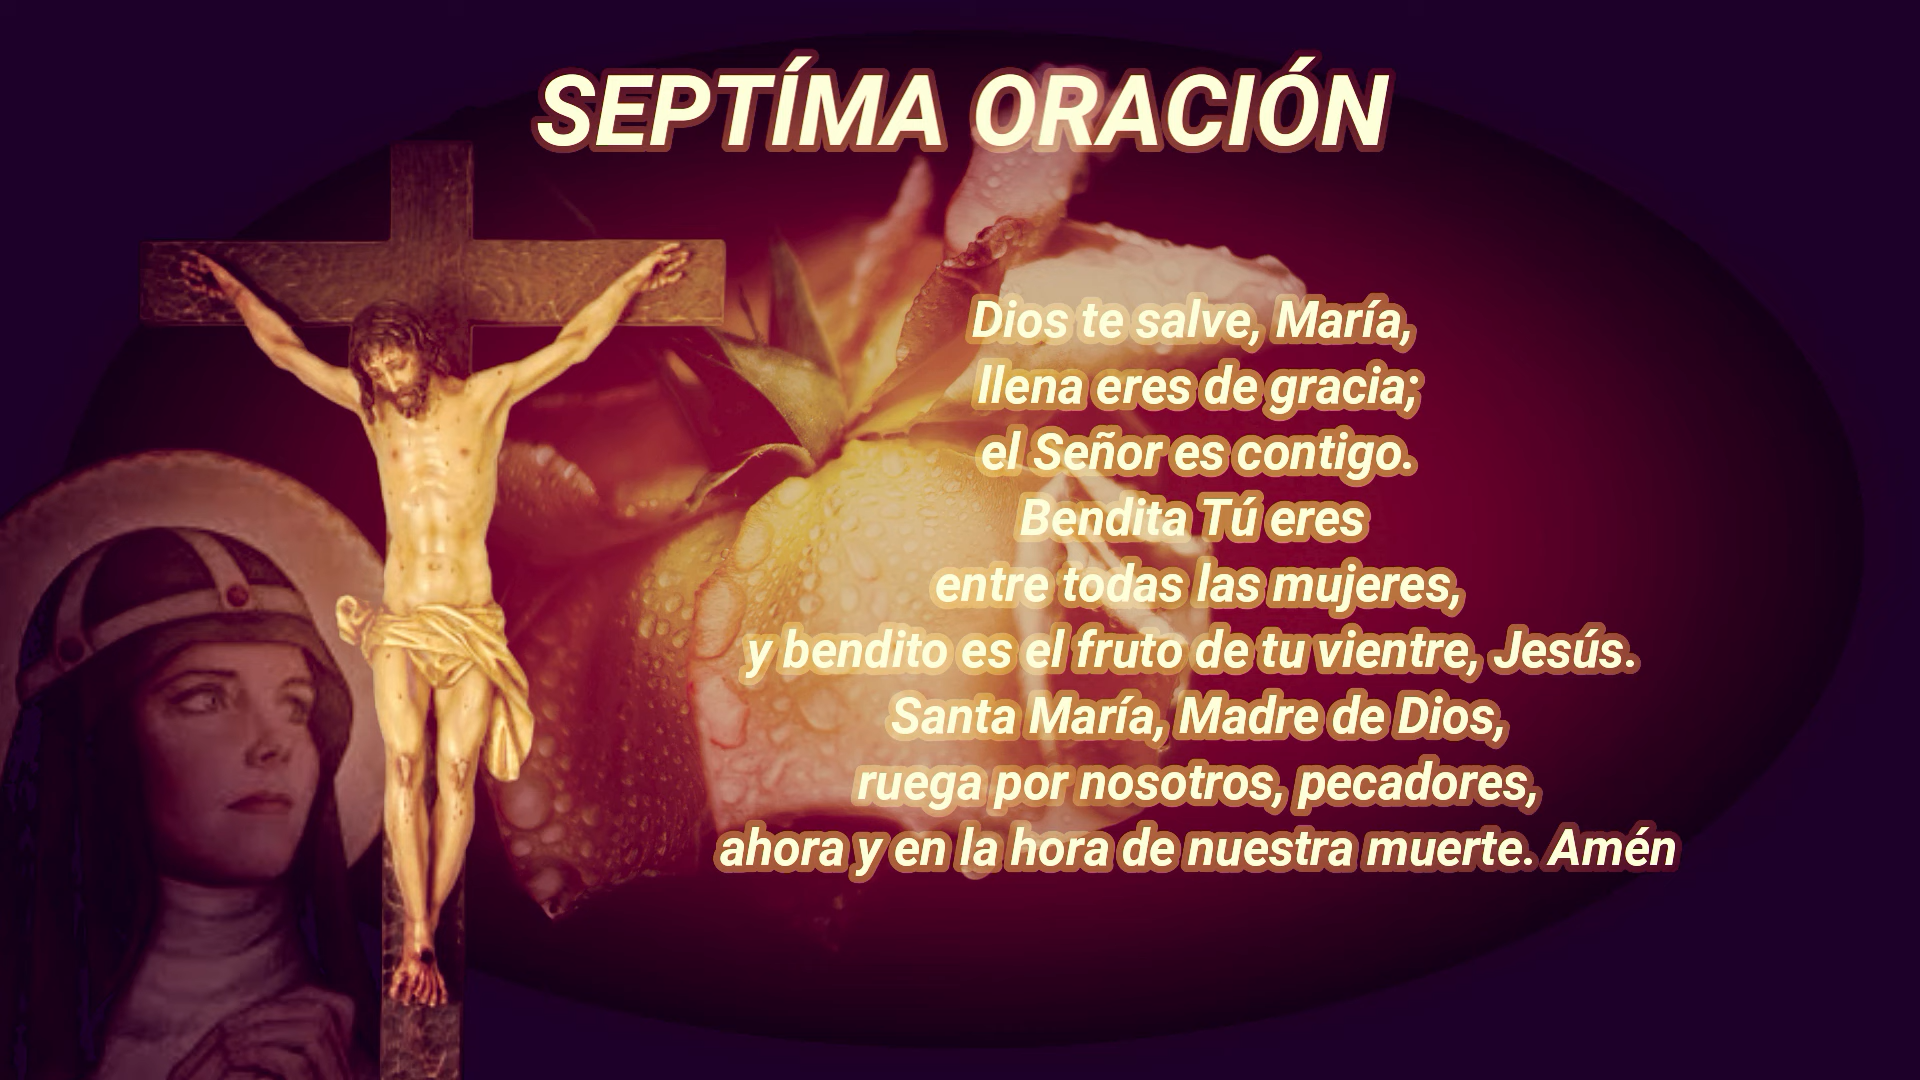 SEPTÍMA ORACIÓN
Dios te salve, María,
llena eres de gracia;
el Señor es contigo.
Bendita Tú eres
entre todas las mujeres,
y bendito es el fruto de tu vientre, Jesús.
Santa María, Madre de Dios,
ruega por nosotros, pecadores,
ahora y en la hora de nuestra muerte. Amén